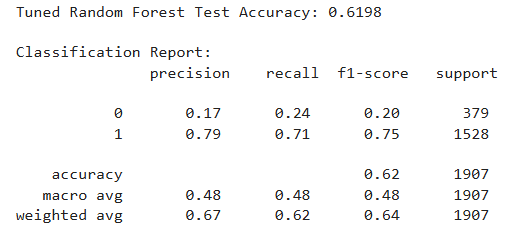 Tuned Random Forest Test Accuracy: 0.6198
Classification Report:
precision recall f1-score support
0 0.17 0.24 0.20 379
1 0.79 0.71 0.75 1528
accuracy 0.62 1907
macro avg 0.48 0.48 0.48 1907
weighted avg 0.67 0.62 0.64 1907